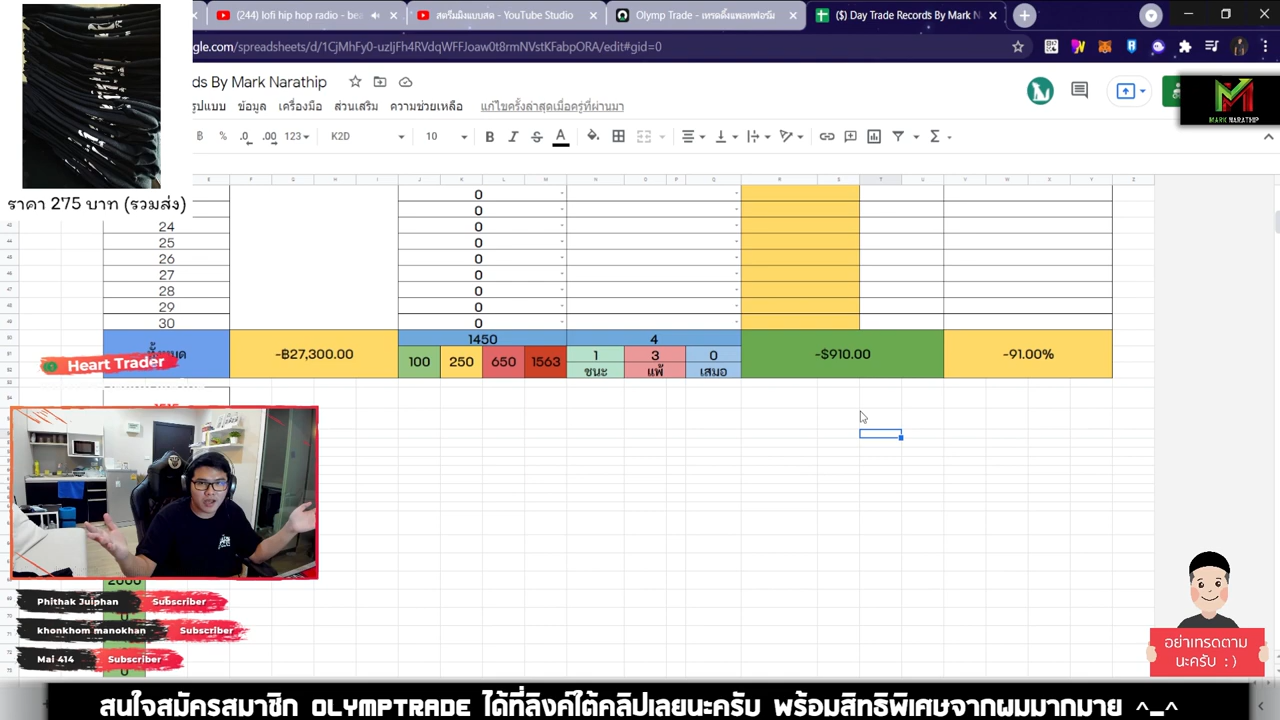 (244) lofi hip hop radio - bea
สตรีมมิงแบบสด - YouTube Studio
Olymp Trade - เทรดดิ้งแพลทฟอร์ม
($) Day Trade Records By Mark N
gle.com/spreadsheets/d/1CjMhFy0-uzIjFh4RVdqWFFJoaw0t8rmNVstKFabpORA/edit#gid=0
ds By Mark Narathip
รูปแบบ ข้อมูล เครื่องมือ ส่วนเสริม ความช่วยเหลือ แก้ไขครั้งล่าสุดเมื่อครู่ที่ผ่านมา
MARK NARATHIP
฿ % .0 .00 123 K2D 10 B I S A
ราคา 275 บาท (รวมส่ง)
0
0
24 0
25 0
26 0
27 0
28 0
29 0
30 0
1450 4
-฿27,300.00 -$910.00 -91.00%
100 250 650 1563 1 3 0
ชนะ แพ้ เสมอ
Heart Trader
2000
Phithak Juiphan Subscriber
khonkhom manokhan Subscriber
Mai 414 Subscriber
อย่าเทรดตาม
นะครับ : )
สนใจสมัครสมาชิก OLYMPTRADE ได้ที่ลิงค์ใต้คลิปเลยนะครับ พร้อมสิทธิพิเศษจากผมมากมาย ^_^